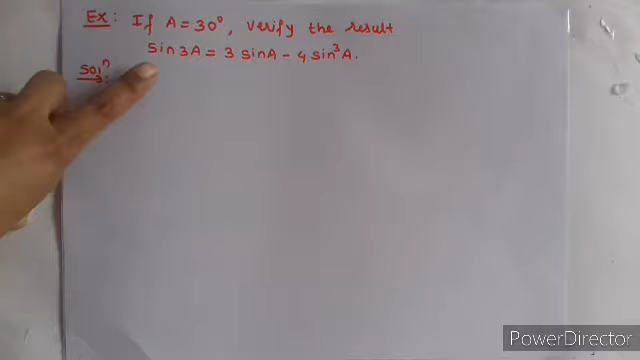 Ex: If A = 30°, verify the result
Sin 3A = 3 sinA - 4 sin³A.
Solⁿ:
PowerDirector